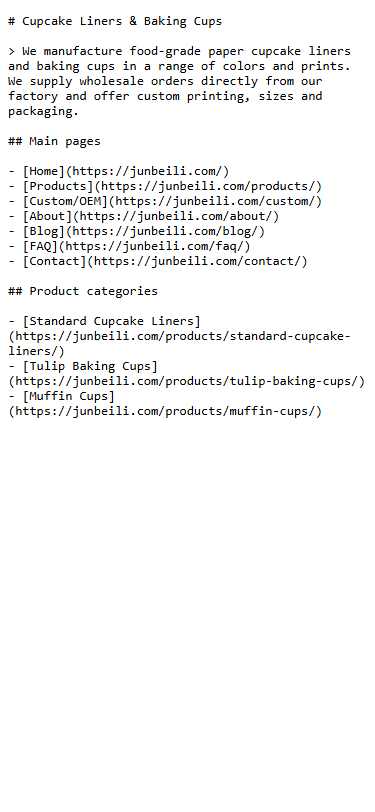 # Cupcake Liners & Baking Cups
> We manufacture food-grade paper cupcake liners
and baking cups in a range of colors and prints.
We supply wholesale orders directly from our
factory and offer custom printing, sizes and
packaging.
## Main pages
- [Home](https://junbeili.com/)
- [Products](https://junbeili.com/products/)
- [Custom/OEM](https://junbeili.com/custom/)
- [About](https://junbeili.com/about/)
- [Blog](https://junbeili.com/blog/)
- [FAQ](https://junbeili.com/faq/)
- [Contact](https://junbeili.com/contact/)
## Product categories
- [Standard Cupcake Liners]
(https://junbeili.com/products/standard-cupcake-
liners/)
- [Tulip Baking Cups]
(https://junbeili.com/products/tulip-baking-cups/)
- [Muffin Cups]
(https://junbeili.com/products/muffin-cups/)